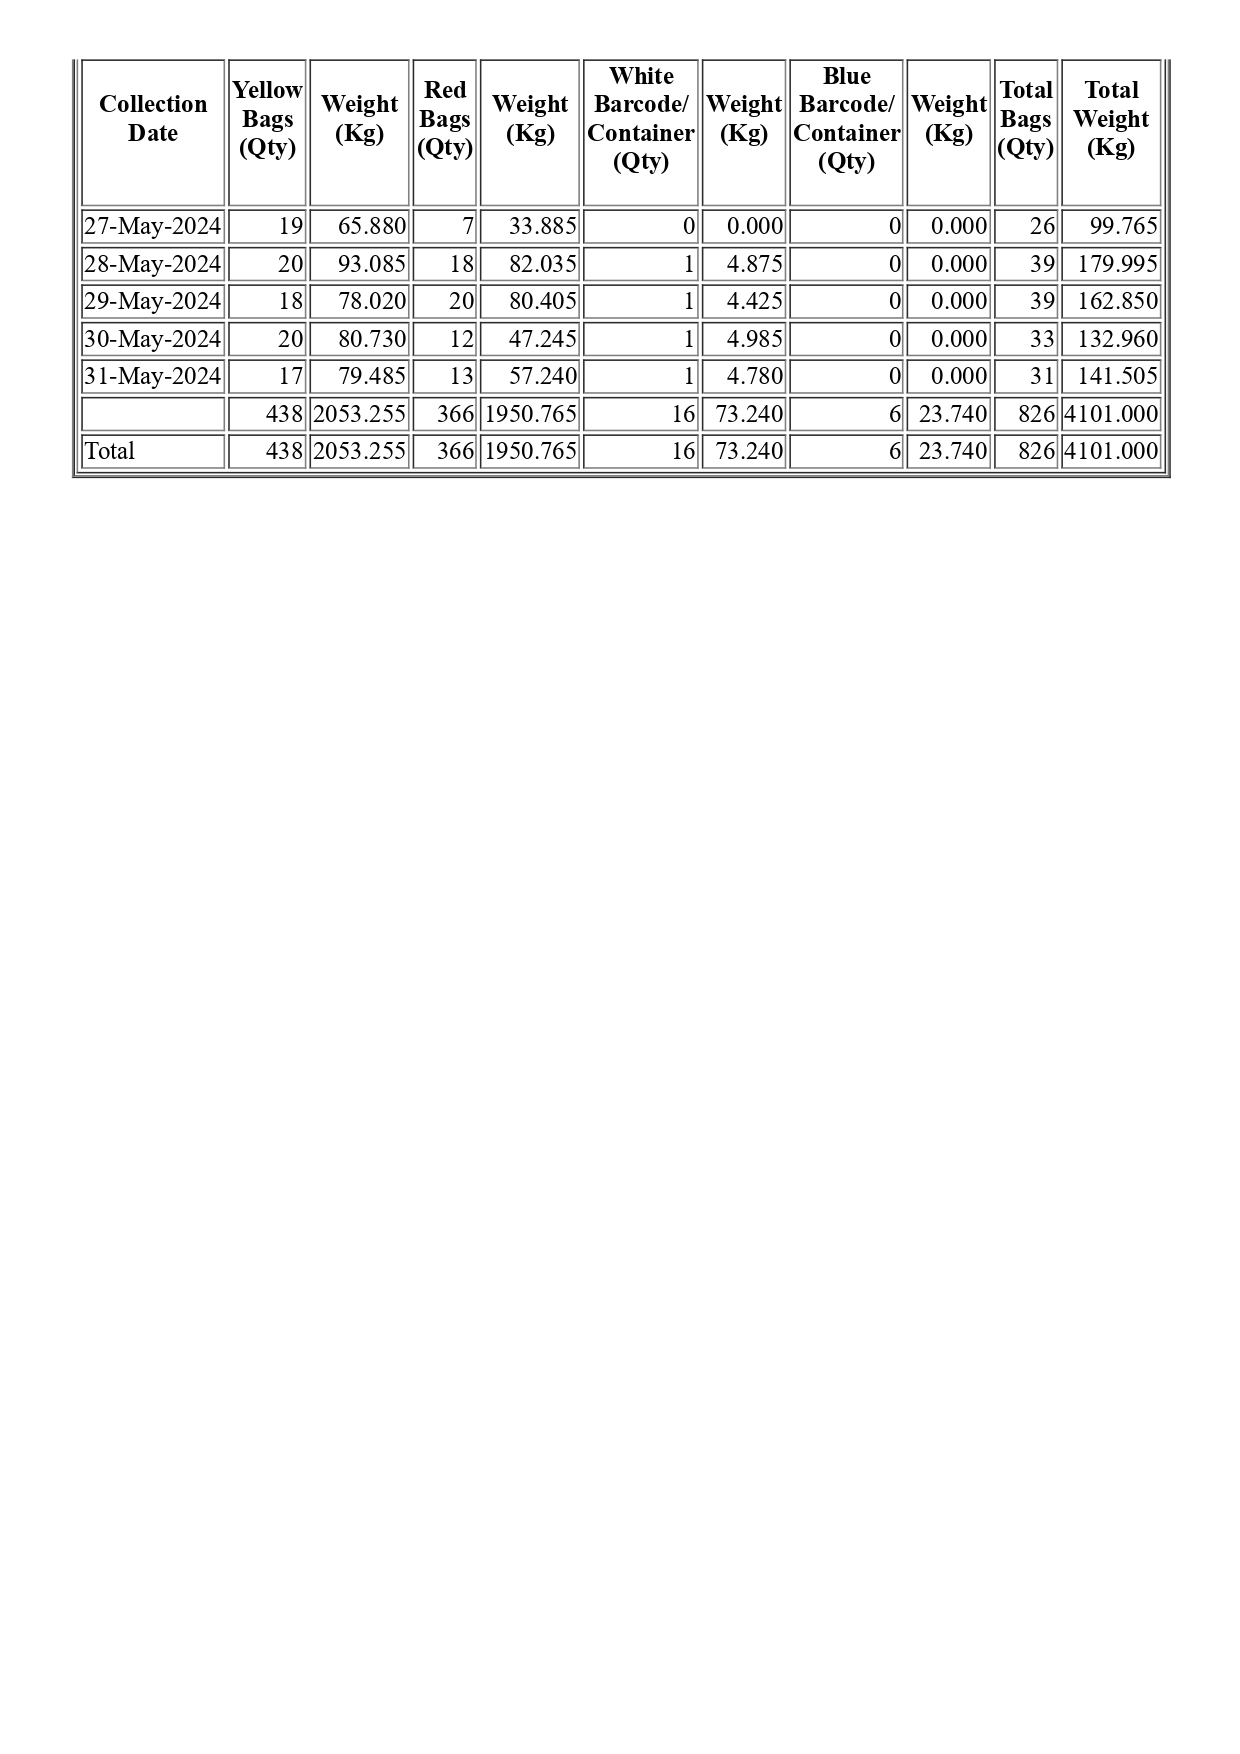 Collection Date | Yellow Bags (Qty) | Weight (Kg) | Red Bags (Qty) | Weight (Kg) | White Barcode/ Container (Qty) | Weight (Kg) | Blue Barcode/ Container (Qty) | Weight (Kg) | Total Bags (Qty) | Total Weight (Kg)
27-May-2024 | 19 | 65.880 | 7 | 33.885 | 0 | 0.000 | 0 | 0.000 | 26 | 99.765
28-May-2024 | 20 | 93.085 | 18 | 82.035 | 1 | 4.875 | 0 | 0.000 | 39 | 179.995
29-May-2024 | 18 | 78.020 | 20 | 80.405 | 1 | 4.425 | 0 | 0.000 | 39 | 162.850
30-May-2024 | 20 | 80.730 | 12 | 47.245 | 1 | 4.985 | 0 | 0.000 | 33 | 132.960
31-May-2024 | 17 | 79.485 | 13 | 57.240 | 1 | 4.780 | 0 | 0.000 | 31 | 141.505
 | 438 | 2053.255 | 366 | 1950.765 | 16 | 73.240 | 6 | 23.740 | 826 | 4101.000
Total | 438 | 2053.255 | 366 | 1950.765 | 16 | 73.240 | 6 | 23.740 | 826 | 4101.000